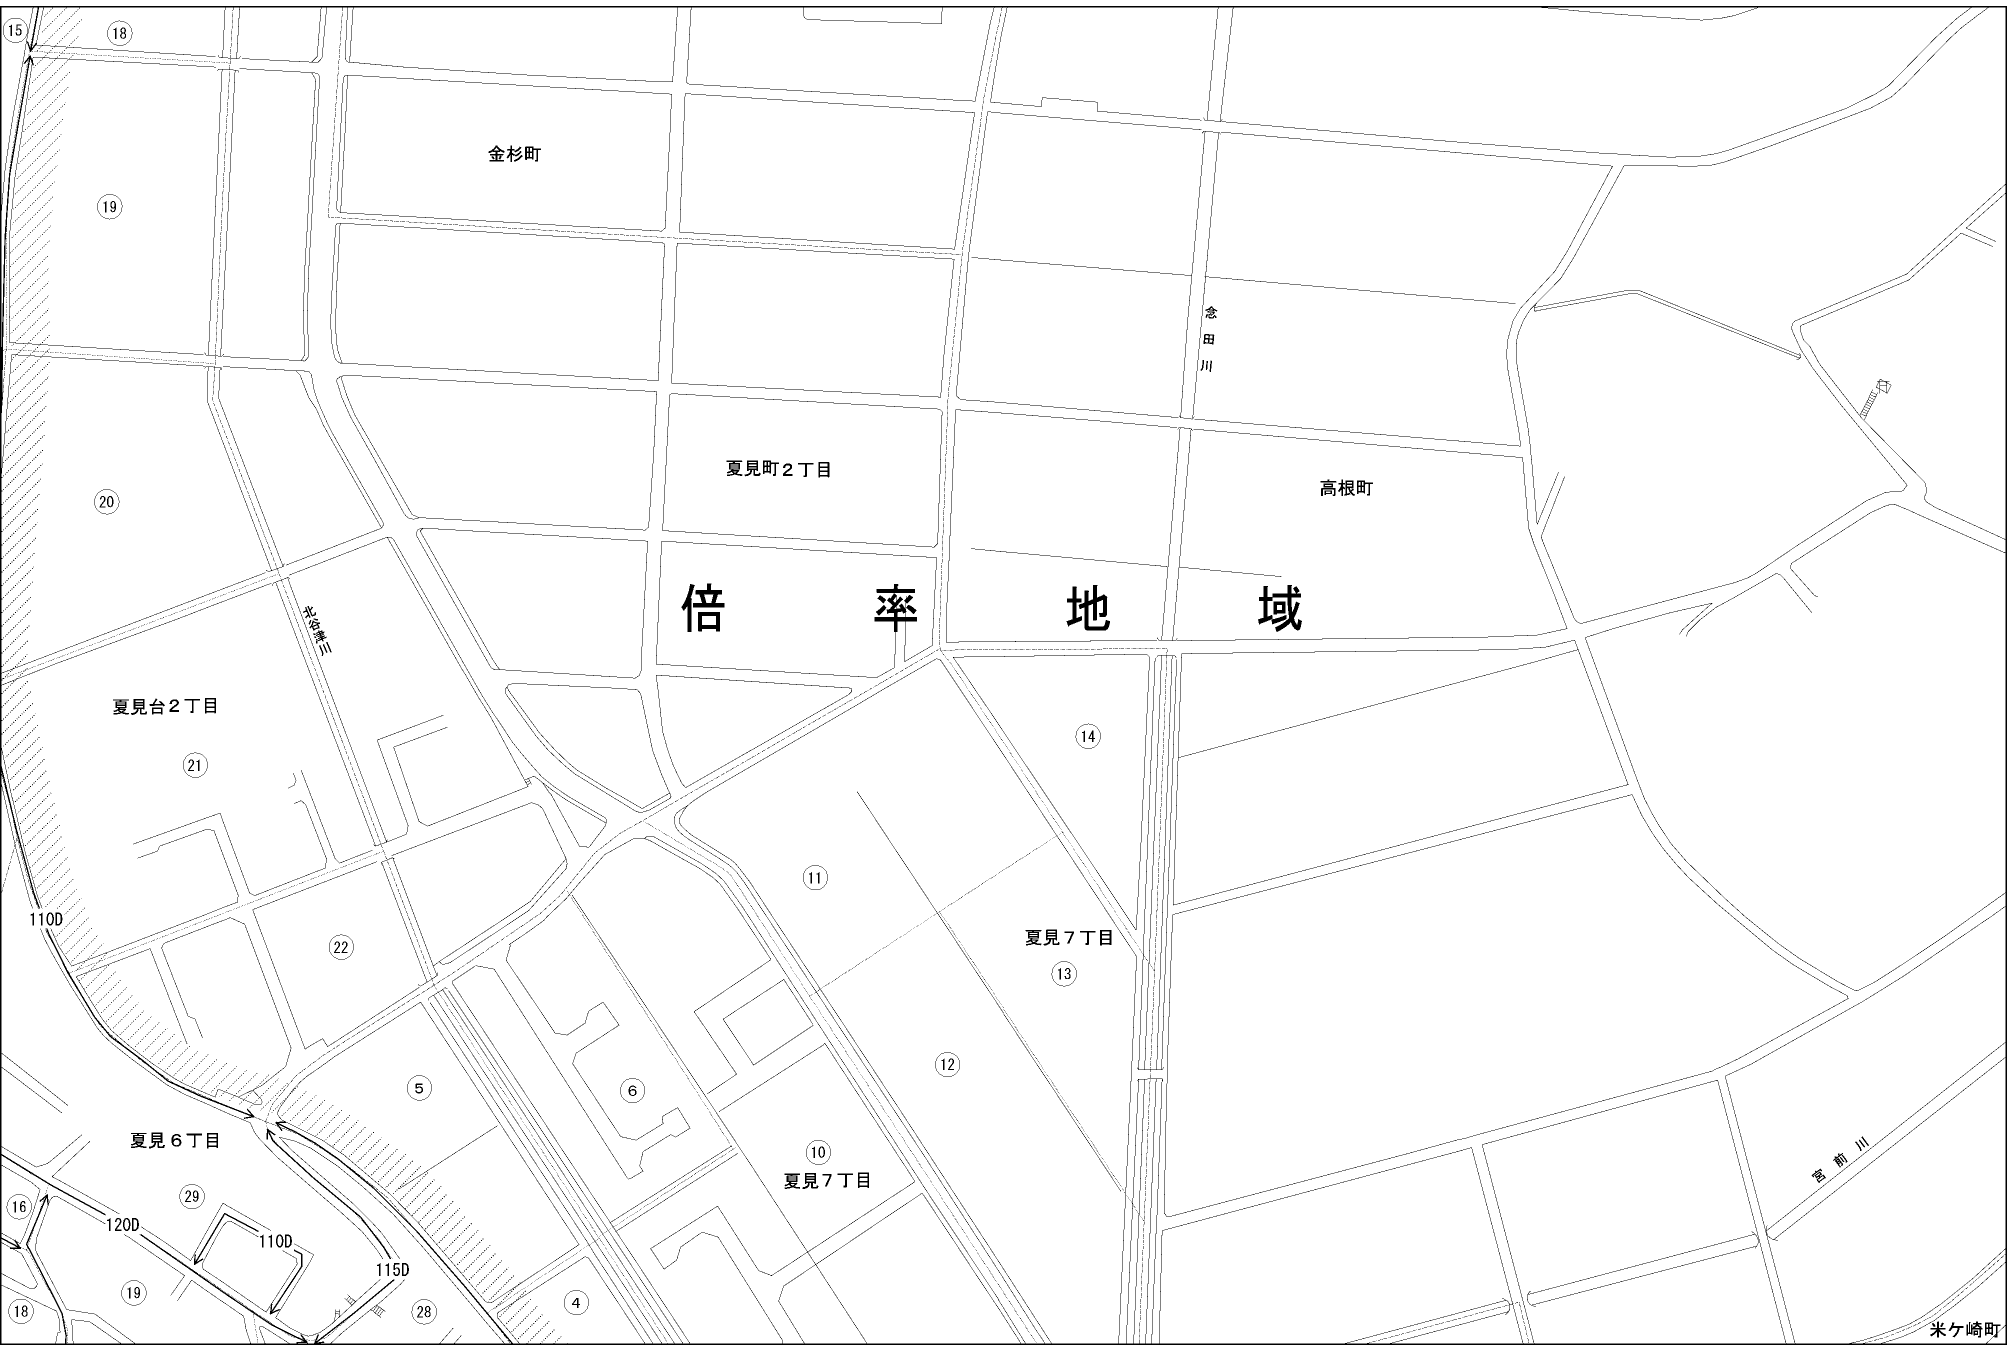 15
18
金杉町
19
念田川
夏見町２丁目
高根町
20
倍率地域
北谷津川
夏見台２丁目
14
21
11
110D
22
夏見７丁目
13
12
5
6
夏見６丁目
10
夏見７丁目
宮前川
29
16
120D
110D
115D
19
18
28
4
米ケ崎町